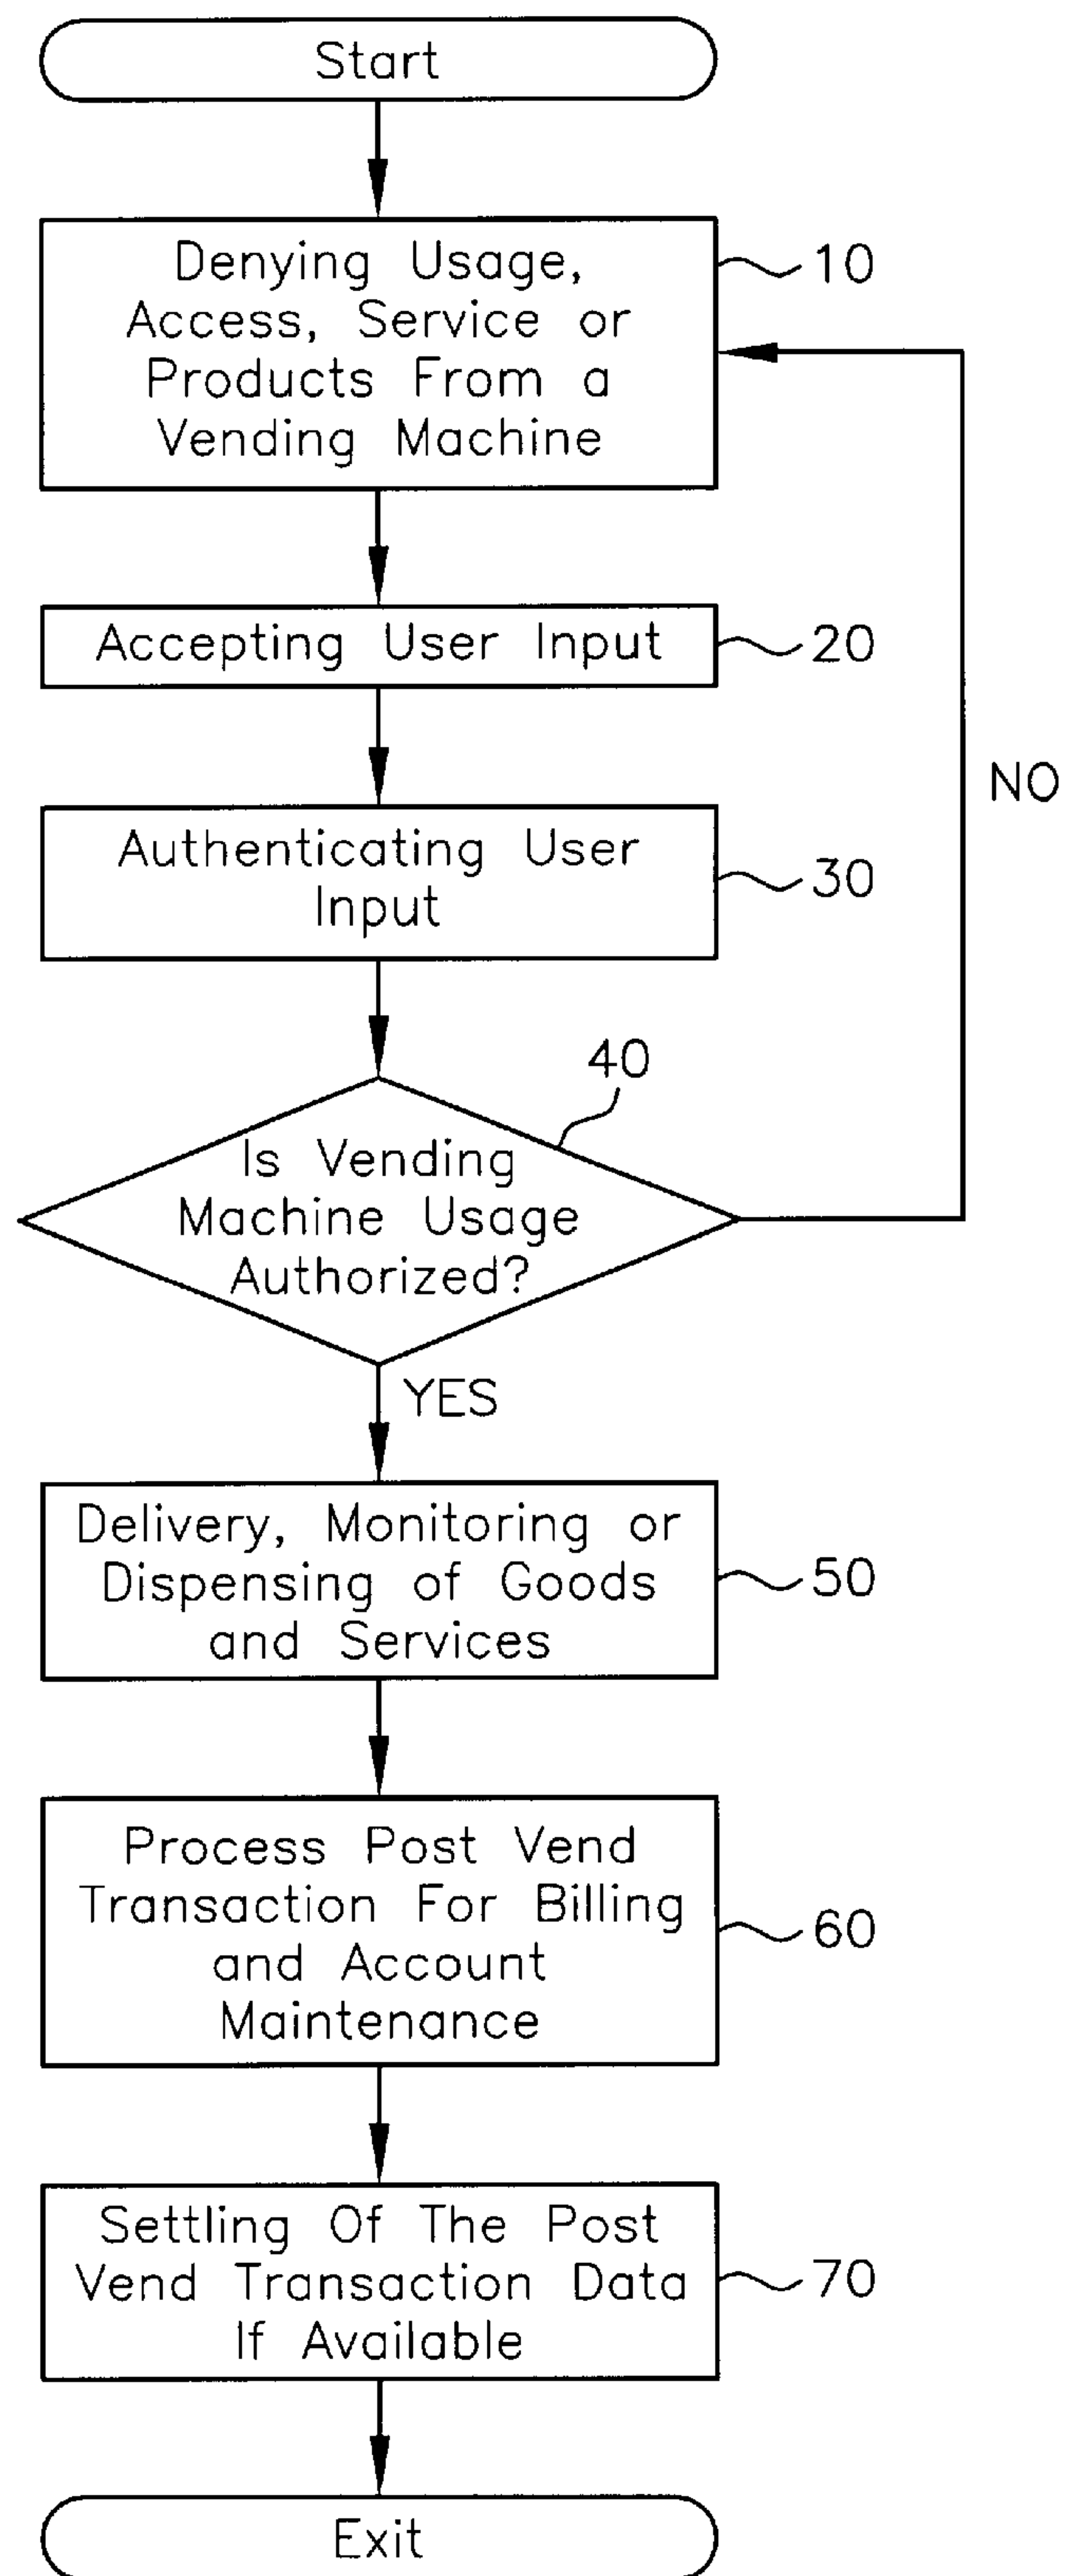 Start
Denying Usage,
Access, Service or
Products From a
Vending Machine
10
Accepting User Input
20
NO
Authenticating User
Input
30
40
Is Vending
Machine Usage
Authorized?
YES
Delivery, Monitoring or
Dispensing of Goods
and Services
50
Process Post Vend
Transaction For Billing
and Account
Maintenance
60
Settling Of The Post
Vend Transaction Data
If Available
70
Exit